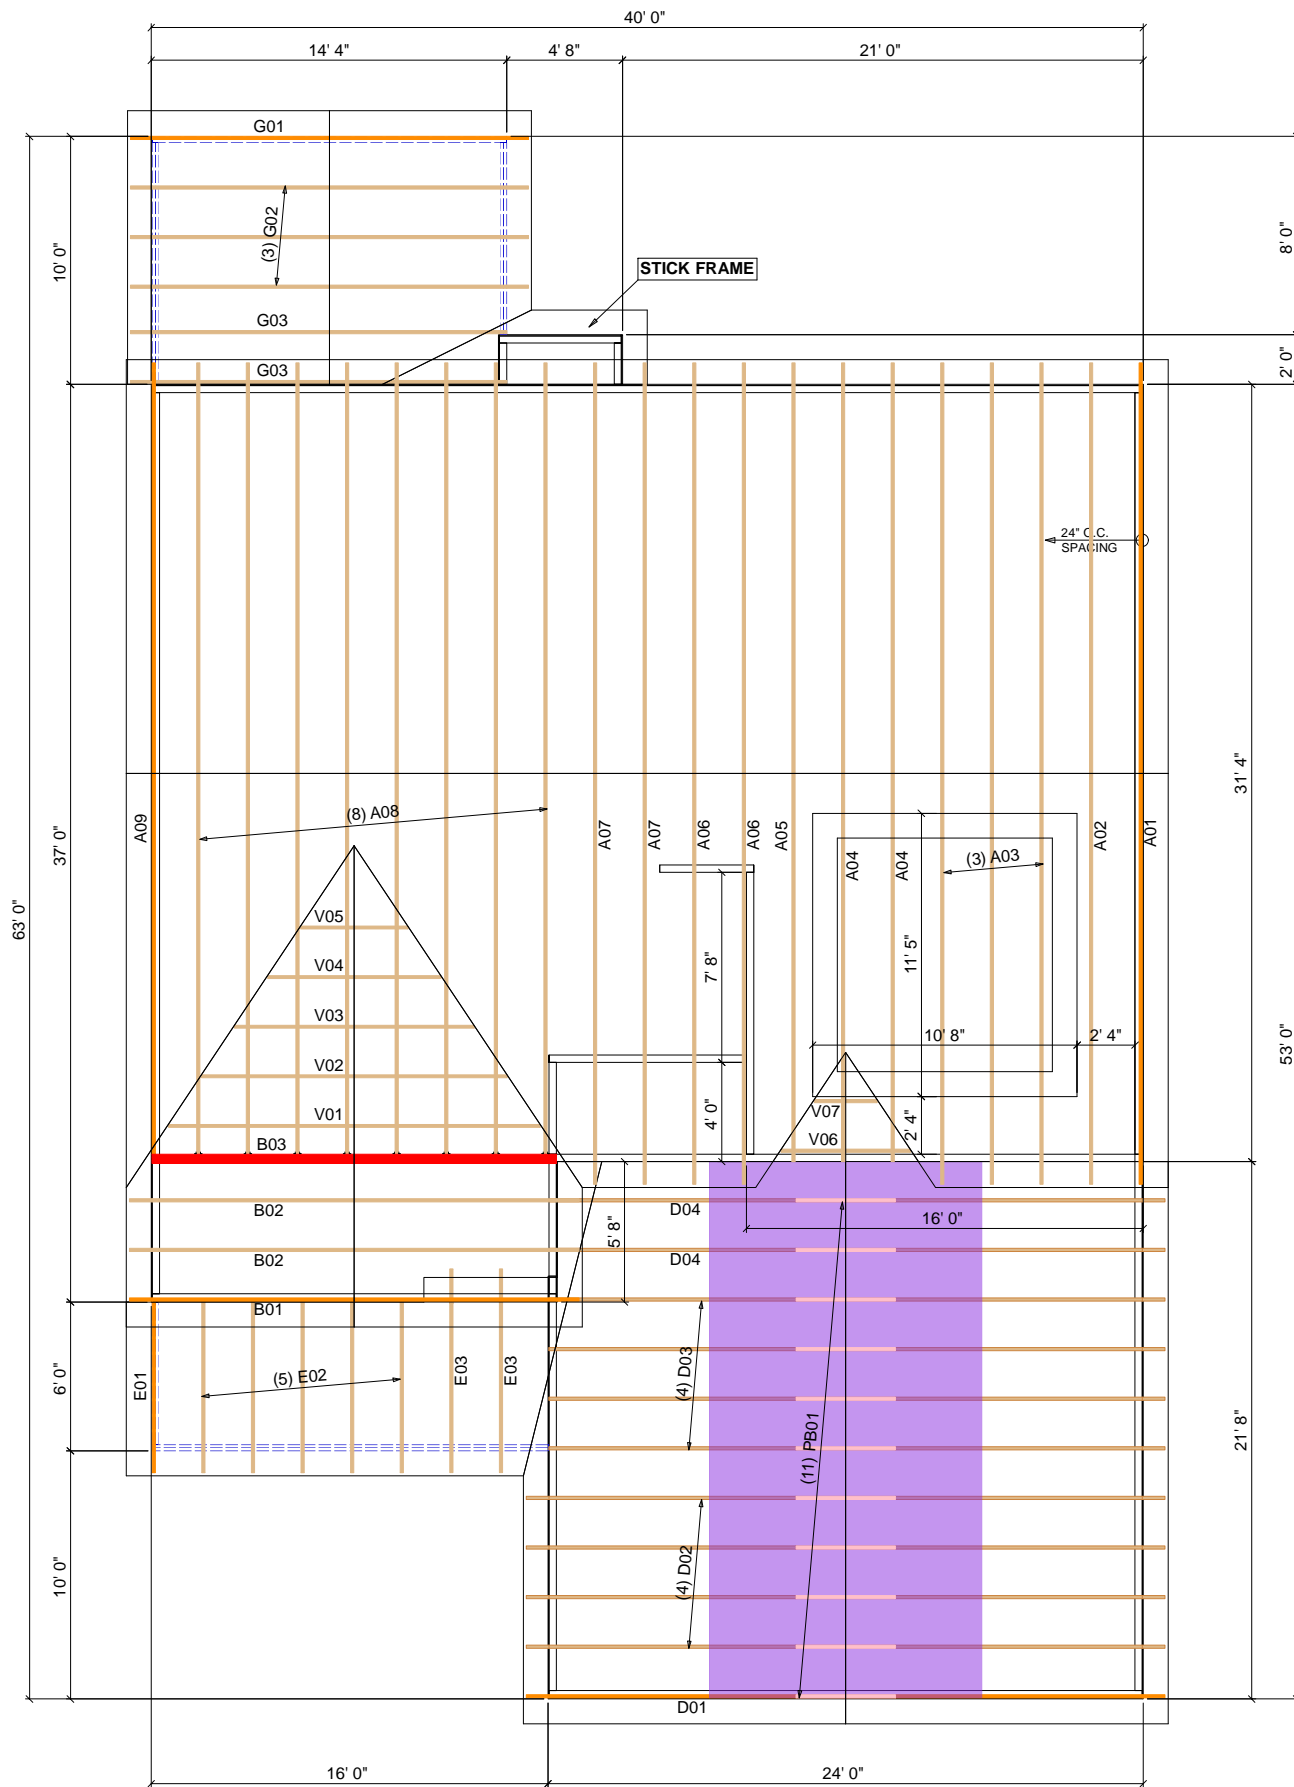 40' 0"
14' 4"
4' 8"
21' 0"
G01
(3) G02
10' 0"
8' 0"
STICK FRAME
G03
2' 0"
G03
24" O.C.
SPACING
31' 4"
(8) A08
A09
37' 0"
A07
A07
A06
A06
A05
A04
A04
(3) A03
A02
A01
63' 0"
V05
V04
V03
V02
V01
B03
7' 8"
11' 5"
10' 8"
2' 4"
53' 0"
V07
4' 0"
2' 4"
V06
B02
D04
16' 0"
5' 8"
B02
D04
B01
6' 0"
E01
(5) E02
E03
E03
(4) D03
(11) PB01
21' 8"
10' 0"
(4) D02
D01
16' 0"
24' 0"